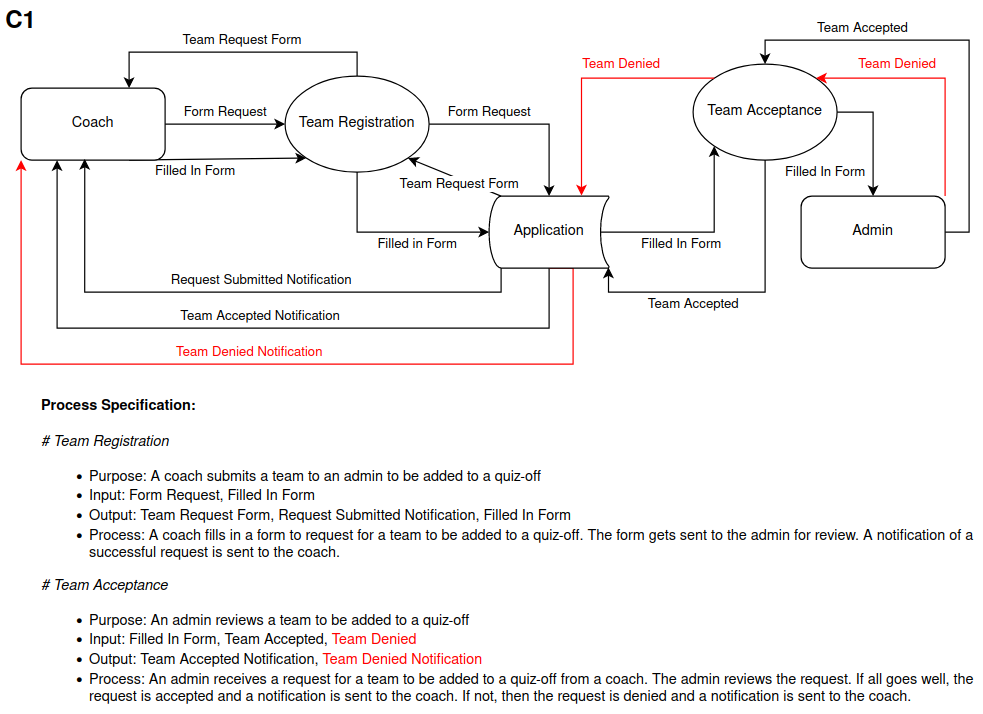 C1
Team Accepted
Team Request Form
Team Denied
Team Denied
Coach
Form Request
Team Registration
Form Request
Team Acceptance
Filled In Form
Team Request Form
Filled In Form
Filled in Form
Application
Filled In Form
Admin
Request Submitted Notification
Team Accepted
Team Accepted Notification
Team Denied Notification
Process Specification:
# Team Registration
• Purpose: A coach submits a team to an admin to be added to a quiz-off
• Input: Form Request, Filled In Form
• Output: Team Request Form, Request Submitted Notification, Filled In Form
• Process: A coach fills in a form to request for a team to be added to a quiz-off. The form gets sent to the admin for review. A notification of a
successful request is sent to the coach.
# Team Acceptance
• Purpose: An admin reviews a team to be added to a quiz-off
• Input: Filled In Form, Team Accepted, Team Denied
• Output: Team Accepted Notification, Team Denied Notification
• Process: An admin receives a request for a team to be added to a quiz-off from a coach. The admin reviews the request. If all goes well, the
request is accepted and a notification is sent to the coach. If not, then the request is denied and a notification is sent to the coach.